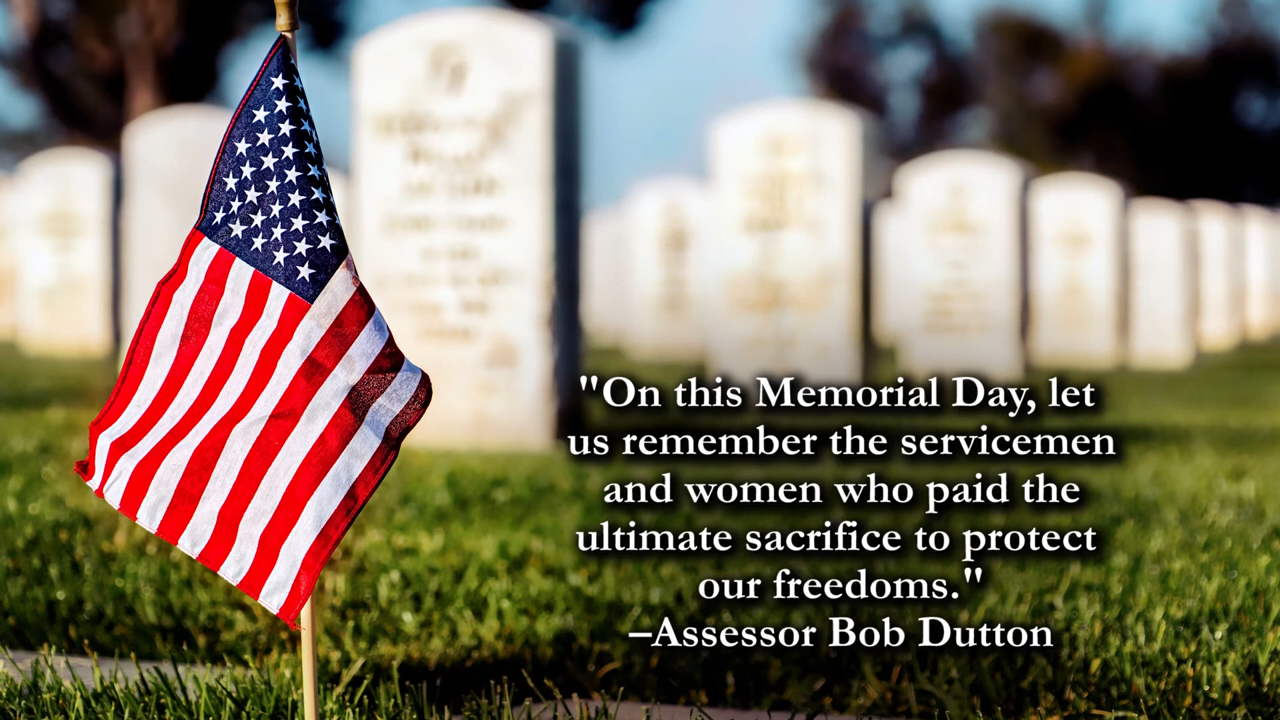 "On this Memorial Day, let
us remember the servicemen
and women who paid the
ultimate sacrifice to protect
our freedoms."
–Assessor Bob Dutton